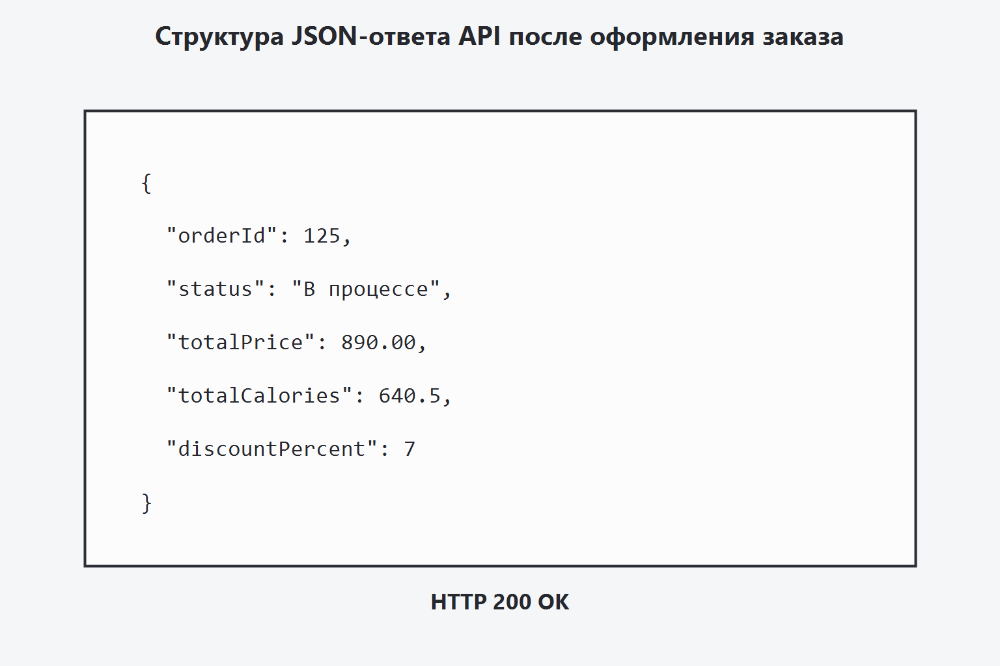 Структура JSON-ответа API после оформления заказа
{
"orderId": 125,
"status": "В процессе",
"totalPrice": 890.00,
"totalCalories": 640.5,
"discountPercent": 7
}
HTTP 200 OK